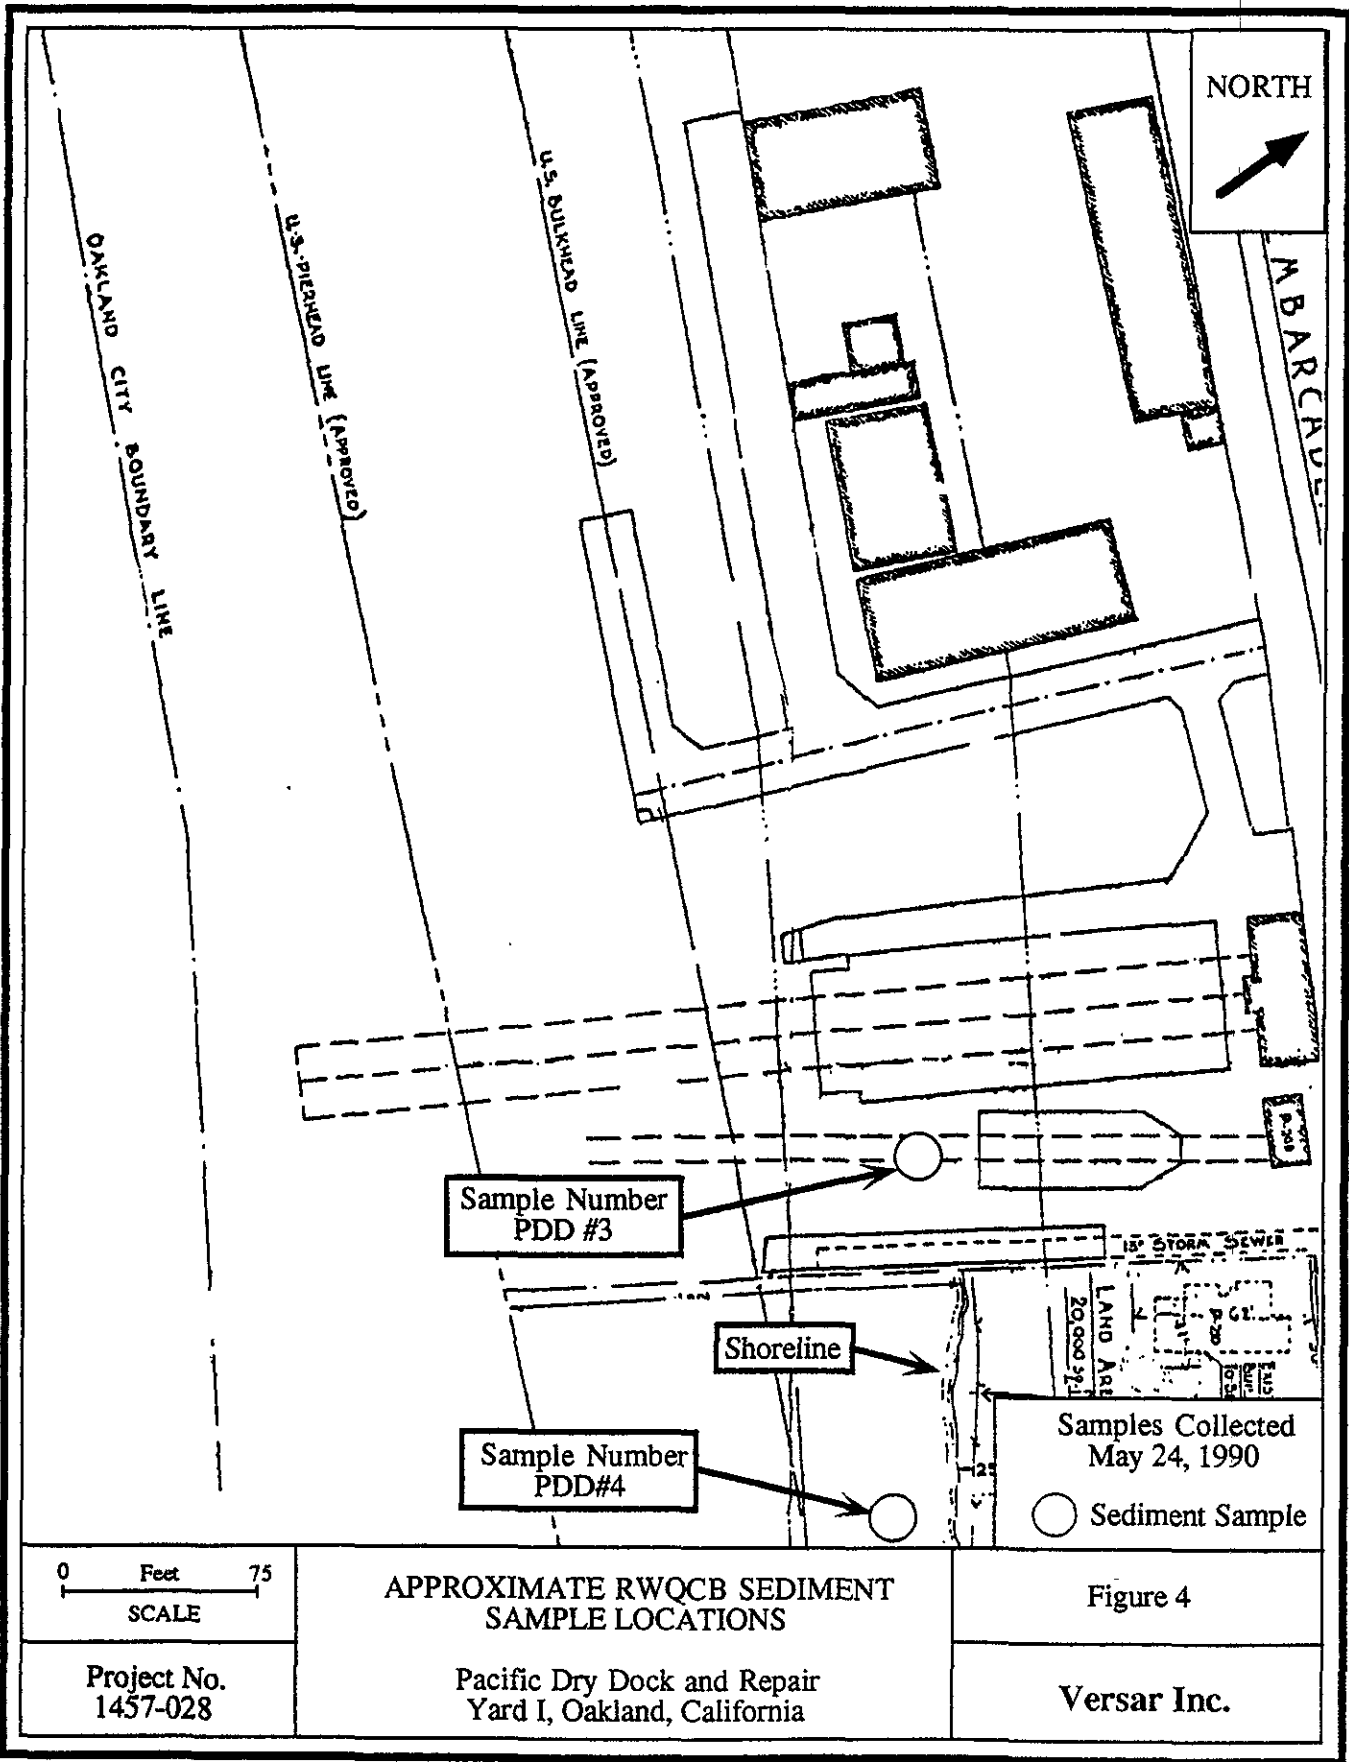 NORTH
MBARCADE
OAKLAND CITY BOUNDARY LINE
U.S. PIERHEAD LINE (APPROVED)
U.S. BULKHEAD LINE (APPROVED)
Sample Number
PDD #3
15" STORM SEWER
LAND ARE
20,000 SQ.
P-20
Shoreline
Sample Number
PDD#4
Samples Collected
May 24, 1990
Sediment Sample
0 Feet 75
SCALE
APPROXIMATE RWQCB SEDIMENT
SAMPLE LOCATIONS
Pacific Dry Dock and Repair
Yard I, Oakland, California
Figure 4
Project No.
1457-028
Versar Inc.